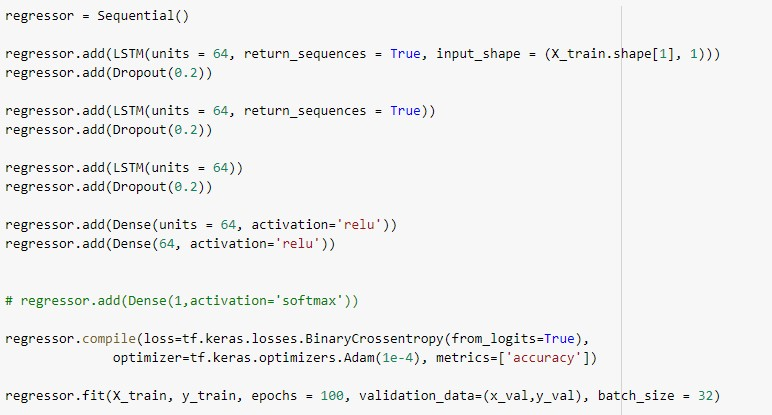 regressor = Sequential()
regressor.add(LSTM(units = 64, return_sequences = True, input_shape = (X_train.shape[1], 1)))
regressor.add(Dropout(0.2))
regressor.add(LSTM(units = 64, return_sequences = True))
regressor.add(Dropout(0.2))
regressor.add(LSTM(units = 64))
regressor.add(Dropout(0.2))
regressor.add(Dense(units = 64, activation='relu'))
regressor.add(Dense(64, activation='relu'))
# regressor.add(Dense(1,activation='softmax'))
regressor.compile(loss=tf.keras.losses.BinaryCrossentropy(from_logits=True),
optimizer=tf.keras.optimizers.Adam(1e-4), metrics=['accuracy'])
regressor.fit(X_train, y_train, epochs = 100, validation_data=(x_val,y_val), batch_size = 32)